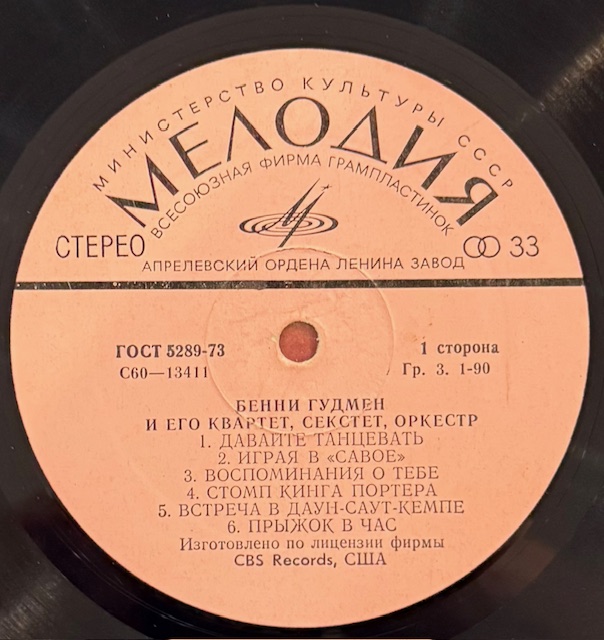 МИНИСТЕРСТВО КУЛЬТУРЫ СССР
МЕЛОДИЯ
ВСЕСОЮЗНАЯ ФИРМА ГРАМПЛАСТИНОК
СТЕРЕО
33
АПРЕЛЕВСКИЙ ОРДЕНА ЛЕНИНА ЗАВОД
ГОСТ 5289-73
1 сторона
С60—13411
Гр. 3. 1-90
БЕННИ ГУДМЕН
И ЕГО КВАРТЕТ, СЕКСТЕТ, ОРКЕСТР
1. ДАВАЙТЕ ТАНЦЕВАТЬ
2. ИГРАЯ В «САВОЕ»
3. ВОСПОМИНАНИЯ О ТЕБЕ
4. СТОМП КИНГА ПОРТЕРА
5. ВСТРЕЧА В ДАУН-САУТ-КЕМПЕ
6. ПРЫЖОК В ЧАС
Изготовлено по лицензии фирмы
CBS Records, США